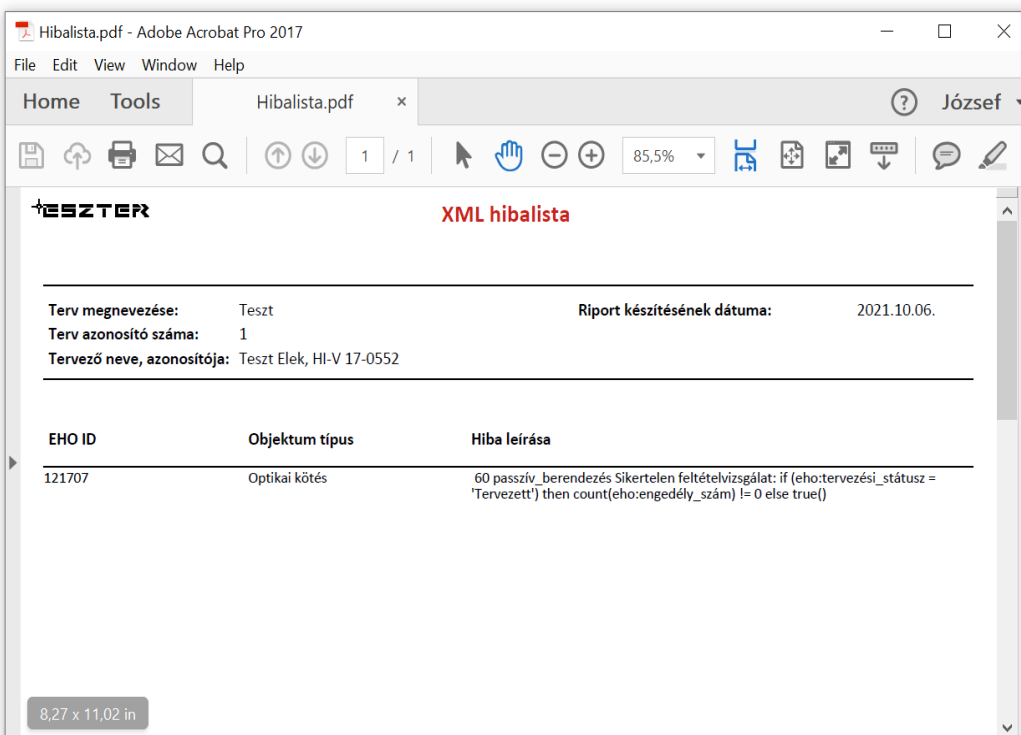 Hibalista.pdf - Adobe Acrobat Pro 2017
File Edit View Window Help
Home Tools Hibalista.pdf × ? József
1 / 1 85,5%
ESZTER XML hibalista
Terv megnevezése: Teszt Riport készítésének dátuma: 2021.10.06.
Terv azonosító száma: 1
Tervező neve, azonosítója: Teszt Elek, HI-V 17-0552
EHO ID Objektum típus Hiba leírása
121707 Optikai kötés 60 passzív_berendezés Sikertelen feltételvizsgálat: if (eho:tervezési_státusz =
'Tervezett') then count(eho:engedély_szám) != 0 else true()
8,27 x 11,02 in